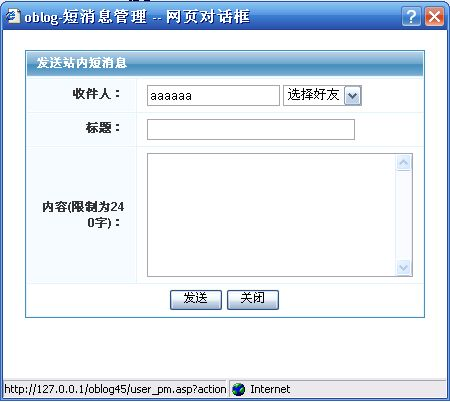 oblog-短消息管理 -- 网页对话框
发送站内短消息
收件人： aaaaaa 选择好友
标题：
内容(限制为24
0字)：
发送 关闭
http://127.0.0.1/oblog45/user_pm.asp?action Internet